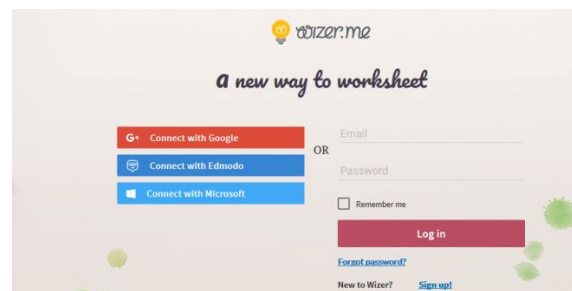 wizer.me
a new way to worksheet
G+ Connect with Google
Connect with Edmodo
Connect with Microsoft
OR
Email
Password
Remember me
Log in
Forgot password?
New to Wizer? Sign up!